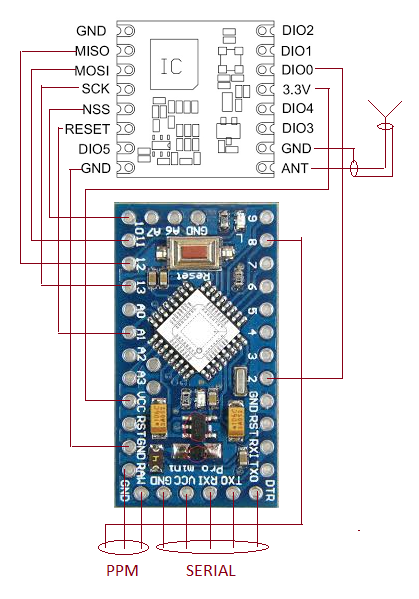 GND DIO2
MISO DIO1
MOSI IC DIO0
SCK 3.3V
NSS DIO4
RESET DIO3
DIO5 GND
GND ANT
10 A7 A6 GND L 9
11 8
12 Reset 7
13 6
A0 5
A1 4
A2 3
A3 2
VCC GND
RST RST
GND Pro mini RXI
RAW TXO
GND GND VCC RXI TXO DTR
PPM SERIAL